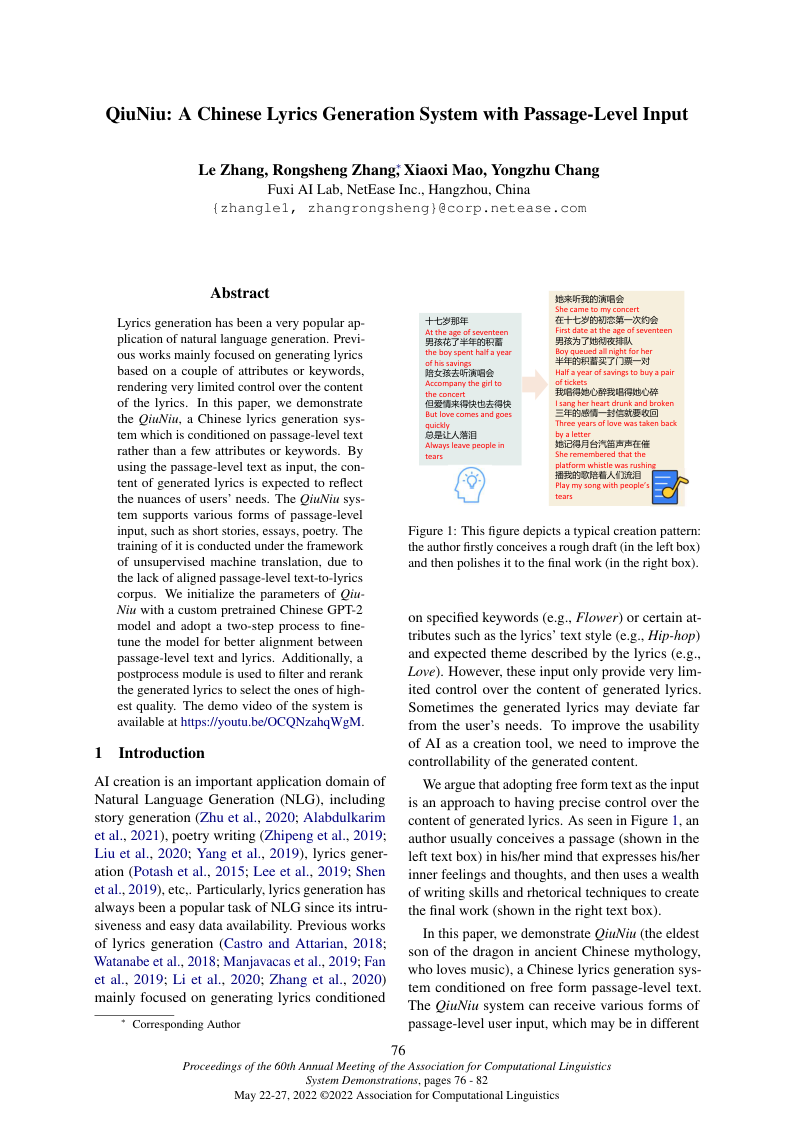 QiuNiu: A Chinese Lyrics Generation System with Passage-Level Input
Le Zhang, Rongsheng Zhang,* Xiaoxi Mao, Yongzhu Chang
Fuxi AI Lab, NetEase Inc., Hangzhou, China
{zhangle1, zhangrongsheng}@corp.netease.com
Abstract
Lyrics generation has been a very popular ap-
plication of natural language generation. Previ-
ous works mainly focused on generating lyrics
based on a couple of attributes or keywords,
rendering very limited control over the content
of the lyrics. In this paper, we demonstrate
the QiuNiu, a Chinese lyrics generation sys-
tem which is conditioned on passage-level text
rather than a few attributes or keywords. By
using the passage-level text as input, the con-
tent of generated lyrics is expected to reflect
the nuances of users' needs. The QiuNiu sys-
tem supports various forms of passage-level
input, such as short stories, essays, poetry. The
training of it is conducted under the framework
of unsupervised machine translation, due to
the lack of aligned passage-level text-to-lyrics
corpus. We initialize the parameters of Qiu-
Niu with a custom pretrained Chinese GPT-2
model and adopt a two-step process to fine-
tune the model for better alignment between
passage-level text and lyrics. Additionally, a
postprocess module is used to filter and rerank
the generated lyrics to select the ones of high-
est quality. The demo video of the system is
available at https://youtu.be/OCQNzahqWgM.
1 Introduction
AI creation is an important application domain of
Natural Language Generation (NLG), including
story generation (Zhu et al., 2020; Alabdulkarim
et al., 2021), poetry writing (Zhipeng et al., 2019;
Liu et al., 2020; Yang et al., 2019), lyrics gener-
ation (Potash et al., 2015; Lee et al., 2019; Shen
et al., 2019), etc,. Particularly, lyrics generation has
always been a popular task of NLG since its intru-
siveness and easy data availability. Previous works
of lyrics generation (Castro and Attarian, 2018;
Watanabe et al., 2018; Manjavacas et al., 2019; Fan
et al., 2019; Li et al., 2020; Zhang et al., 2020)
mainly focused on generating lyrics conditioned
* Corresponding Author
十七岁那年
At the age of seventeen
男孩花了半年的积蓄
the boy spent half a year
of his savings
陪女孩去听演唱会
Accompany the girl to
the concert
但爱情来得快也去得快
But love comes and goes
quickly
总是让人落泪
Always leave people in
tears
她来听我的演唱会
She came to my concert
在十七岁的初恋第一次约会
First date at the age of seventeen
男孩为了她彻夜排队
Boy queued all night for her
半年的积蓄买了门票一对
Half a year of savings to buy a pair
of tickets
我唱得她心醉我唱得她心碎
I sang her heart drunk and broken
三年的感情一封信就要收回
Three years of love was taken back
by a letter
她记得月台汽笛声声在催
She remembered that the
platform whistle was rushing
播我的歌陪着人们流泪
Play my song with people's
tears
Figure 1: This figure depicts a typical creation pattern:
the author firstly conceives a rough draft (in the left box)
and then polishes it to the final work (in the right box).
on specified keywords (e.g., Flower) or certain at-
tributes such as the lyrics' text style (e.g., Hip-hop)
and expected theme described by the lyrics (e.g.,
Love). However, these input only provide very lim-
ited control over the content of generated lyrics.
Sometimes the generated lyrics may deviate far
from the user's needs. To improve the usability
of AI as a creation tool, we need to improve the
controllability of the generated content.
We argue that adopting free form text as the input
is an approach to having precise control over the
content of generated lyrics. As seen in Figure 1, an
author usually conceives a passage (shown in the
left text box) in his/her mind that expresses his/her
inner feelings and thoughts, and then uses a wealth
of writing skills and rhetorical techniques to create
the final work (shown in the right text box).
In this paper, we demonstrate QiuNiu (the eldest
son of the dragon in ancient Chinese mythology,
who loves music), a Chinese lyrics generation sys-
tem conditioned on free form passage-level text.
The QiuNiu system can receive various forms of
passage-level user input, which may be in different
76
Proceedings of the 60th Annual Meeting of the Association for Computational Linguistics
System Demonstrations, pages 76 - 82
May 22-27, 2022 ©2022 Association for Computational Linguistics